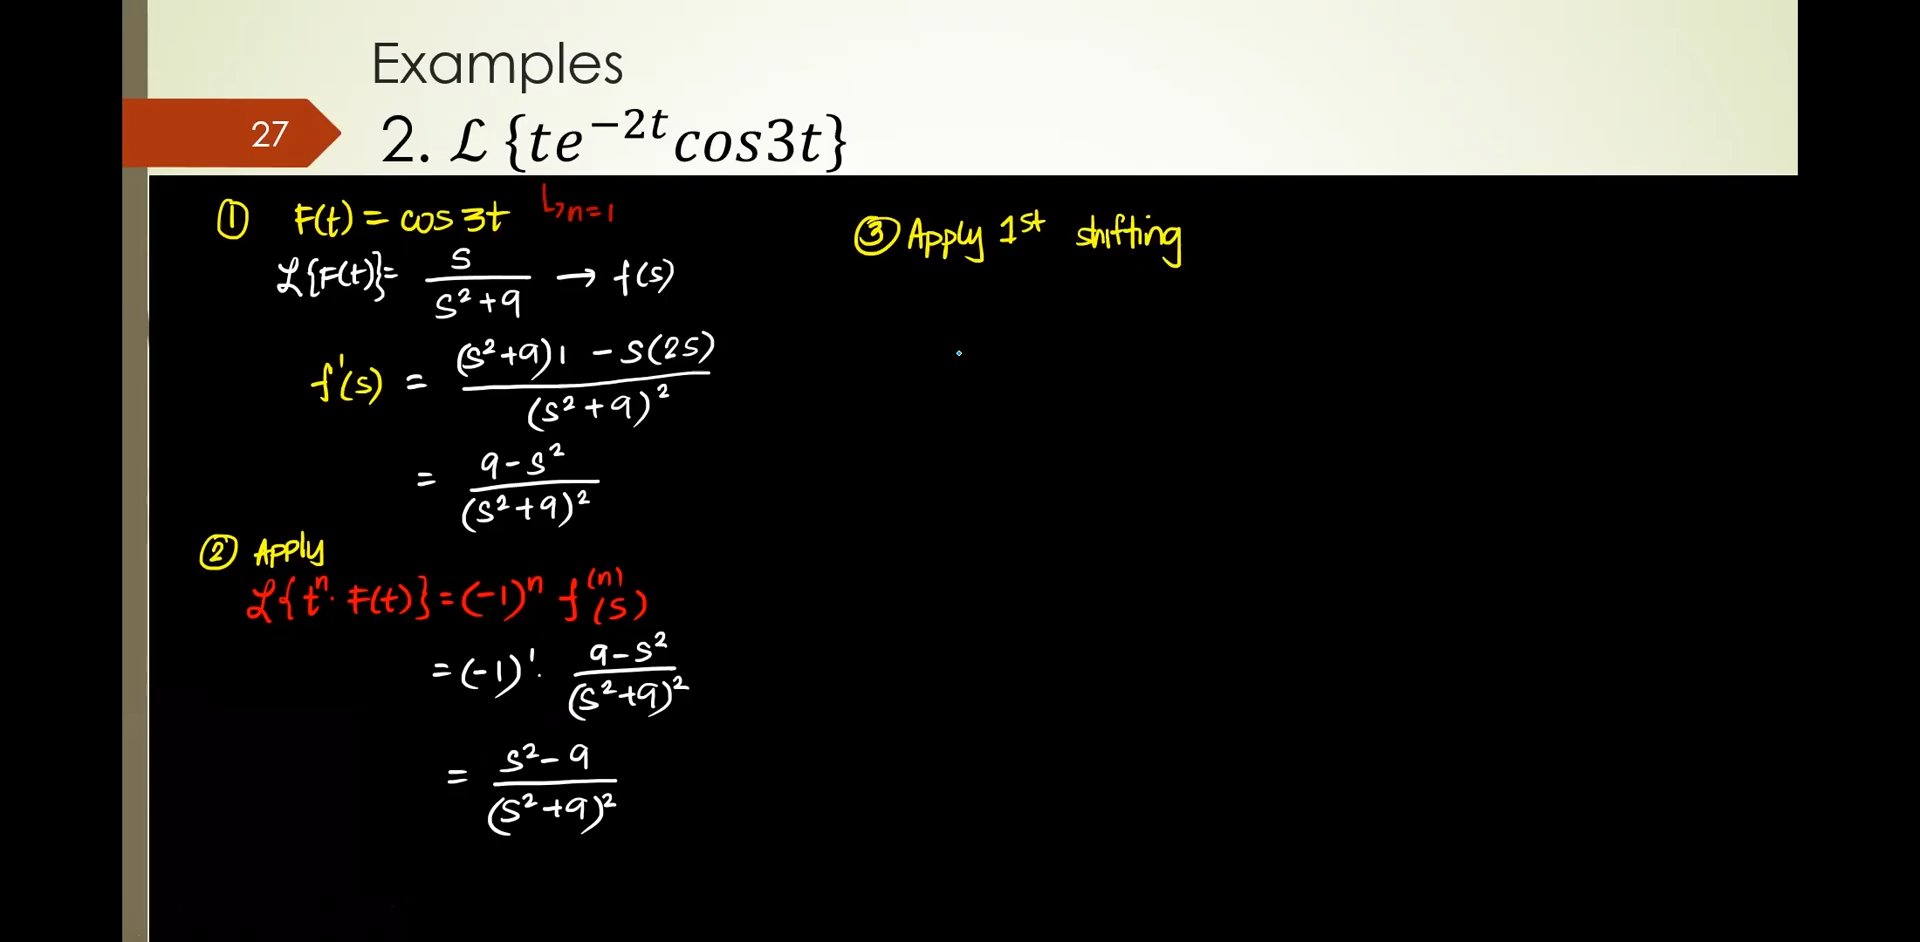 Examples
27
2. ℒ {te⁻²ᵗcos3t}
① F(t) = cos 3t ↳ n=1
ℒ{F(t)} = s / (s² + 9) → f(s)
f'(s) = ((s²+9)1 − s(2s)) / (s² + 9)²
= (9 − s²) / (s² + 9)²
② Apply
ℒ{tⁿ · F(t)} = (−1)ⁿ f⁽ⁿ⁾(s)
= (−1)¹ · (9 − s²) / (s² + 9)²
= (s² − 9) / (s² + 9)²
③ Apply 1st shifting